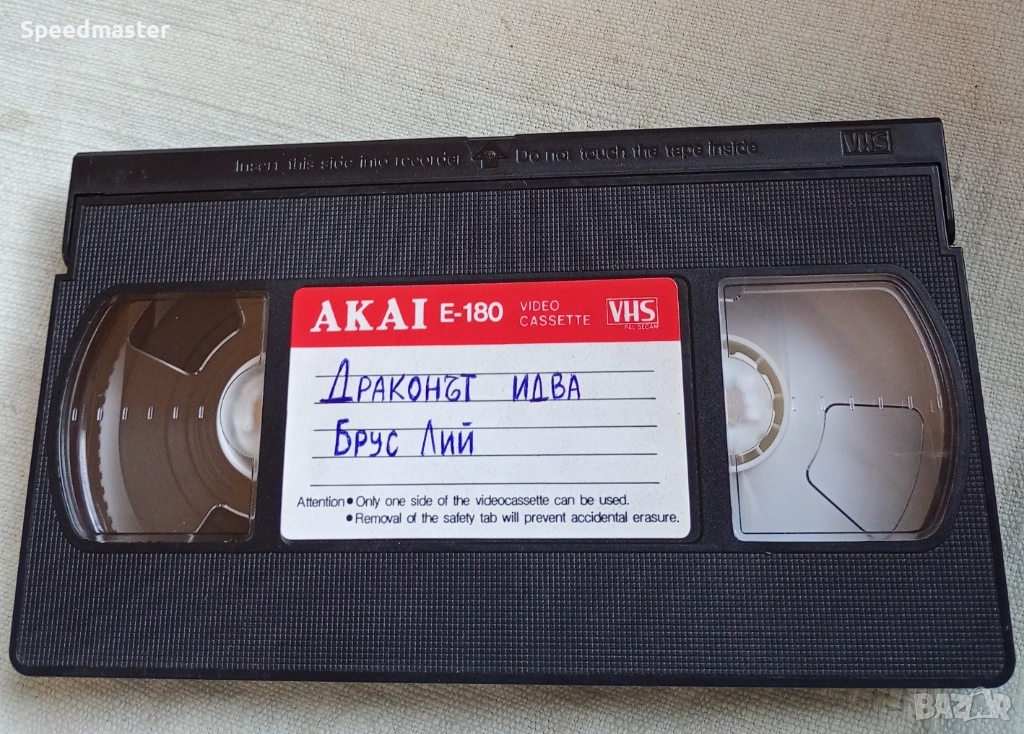 Speedmaster
Insert this side into recorder Do not touch the tape inside VHS
AKAI E-180 VIDEO CASSETTE VHS
PAL SECAM
Драконът идва
Брус Лий
Attention • Only one side of the videocassette can be used.
• Removal of the safety tab will prevent accidental erasure.
BAZAR